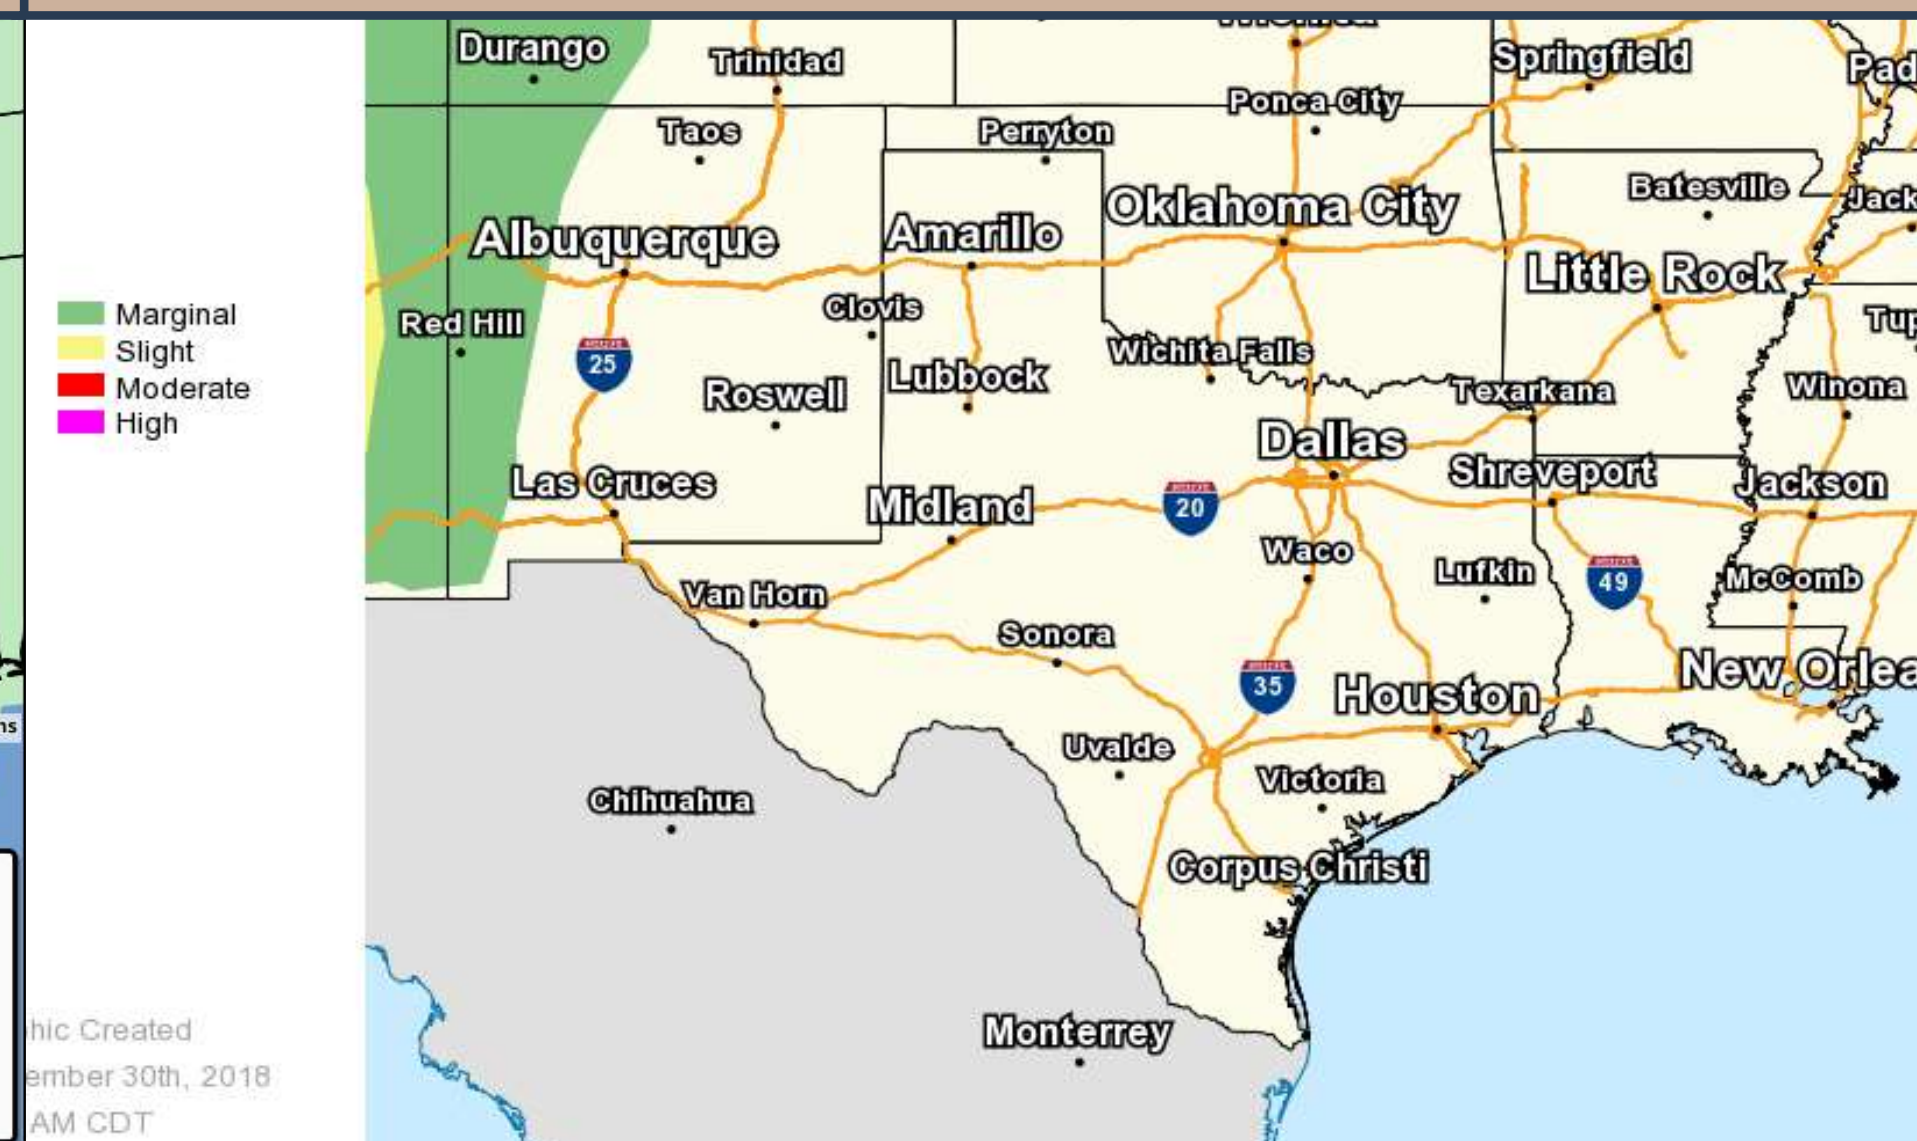 Durango
Trinidad
Springfield
Ponca City
Taos
Perryton
Batesville
Oklahoma City
Albuquerque
Amarillo
Little Rock
Marginal
Slight
Moderate
High
Red Hill
Clovis
25
Roswell
Lubbock
Wichita Falls
Texarkana
Winona
Dallas
Las Cruces
Midland
20
Shreveport
Jackson
Waco
Lufkin
49
McComb
Van Horn
Sonora
35
Houston
New Orlea
Uvalde
Victoria
Chihuahua
Corpus Christi
Monterrey
hic Created
ember 30th, 2018
AM CDT